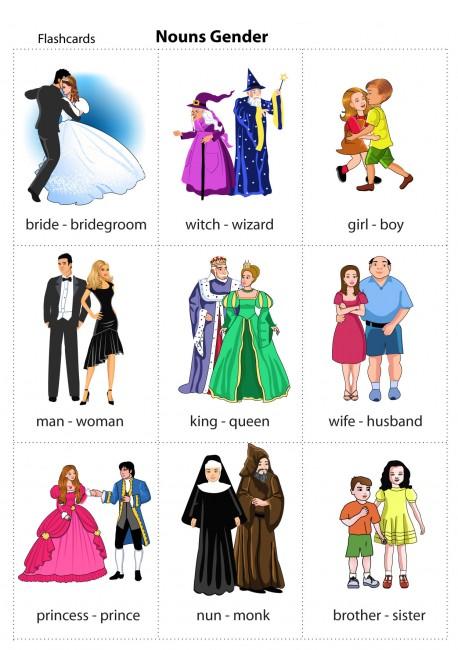 Flashcards Nouns Gender
bride - bridegroom
witch - wizard
girl - boy
man - woman
king - queen
wife - husband
princess - prince
nun - monk
brother - sister